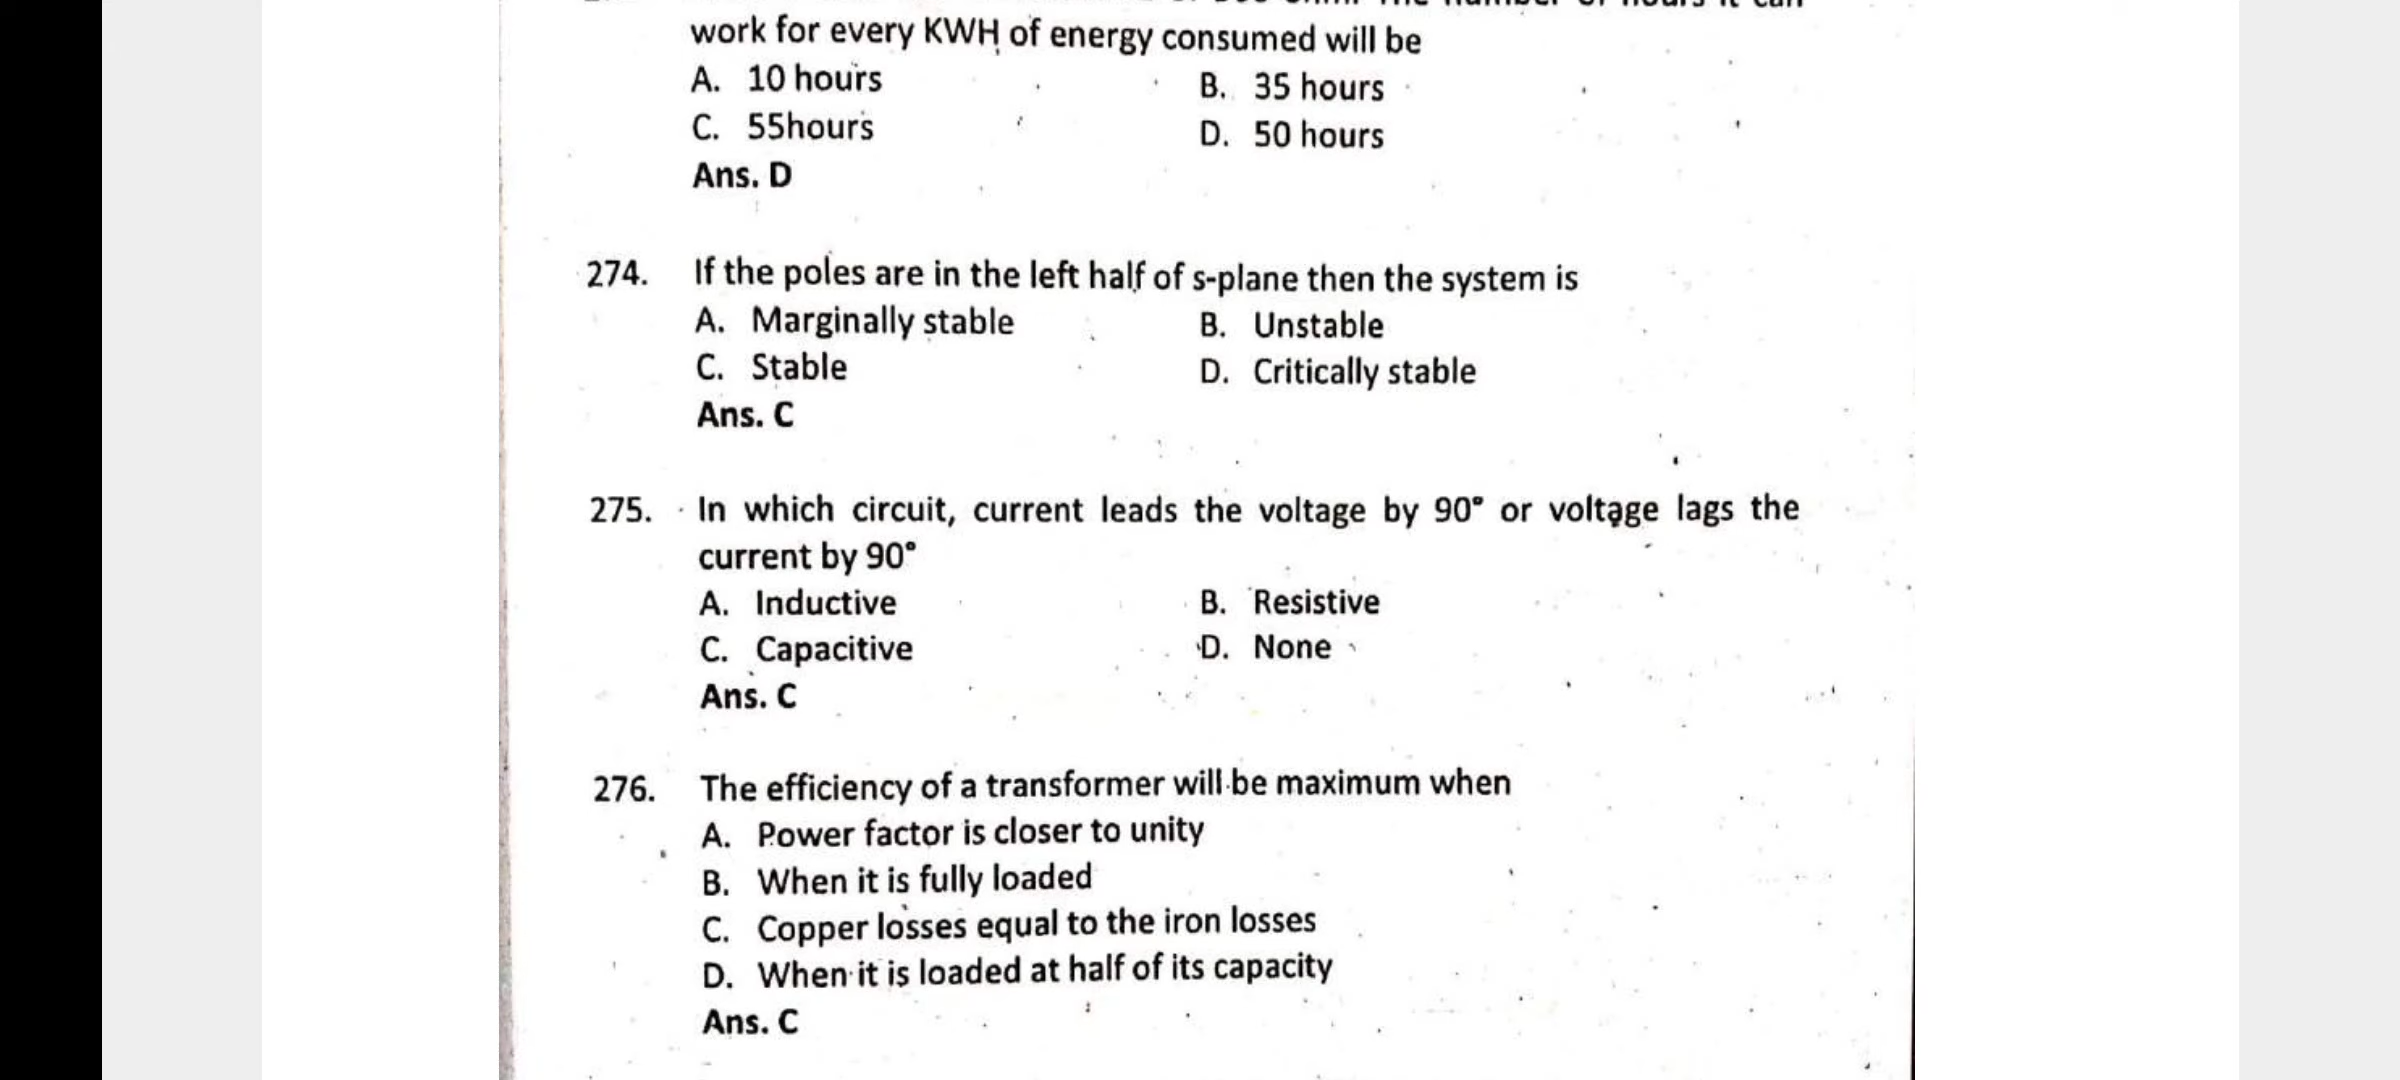 work for every KWH of energy consumed will be
A. 10 hours B. 35 hours
C. 55hours D. 50 hours
Ans. D
274. If the poles are in the left half of s-plane then the system is
A. Marginally stable B. Unstable
C. Stable D. Critically stable
Ans. C
275. In which circuit, current leads the voltage by 90° or voltage lags the
current by 90°
A. Inductive B. Resistive
C. Capacitive D. None
Ans. C
276. The efficiency of a transformer will be maximum when
A. Power factor is closer to unity
B. When it is fully loaded
C. Copper losses equal to the iron losses
D. When it is loaded at half of its capacity
Ans. C